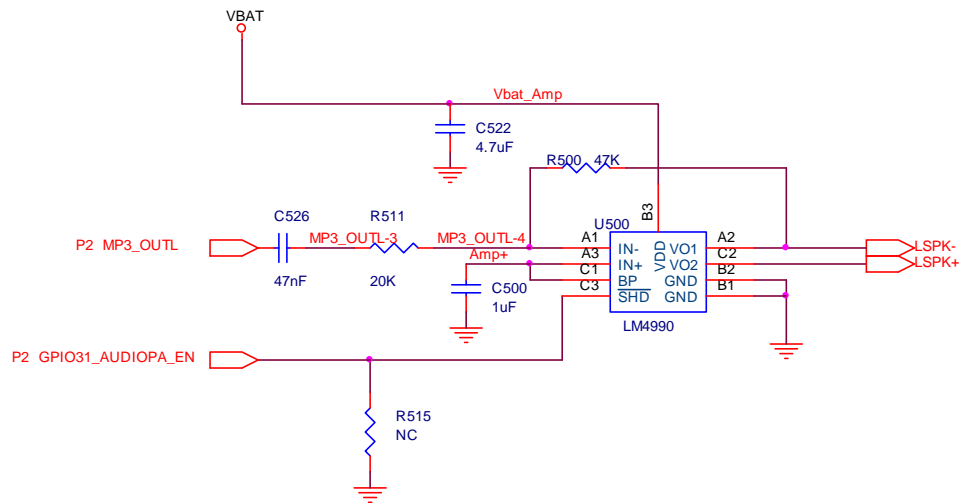 VBAT
Vbat_Amp
C522
4.7uF
R500 47K
C526
47nF
R511
20K
P2 MP3_OUTL
MP3_OUTL-3
MP3_OUTL-4
Amp+
C500
1uF
B3
U500
A1
A3
C1
C3
IN-
IN+
BP
SHD
VDD
VO1
VO2
GND
GND
A2
C2
B2
B1
LM4990
LSPK-
LSPK+
P2 GPIO31_AUDIOPA_EN
R515
NC